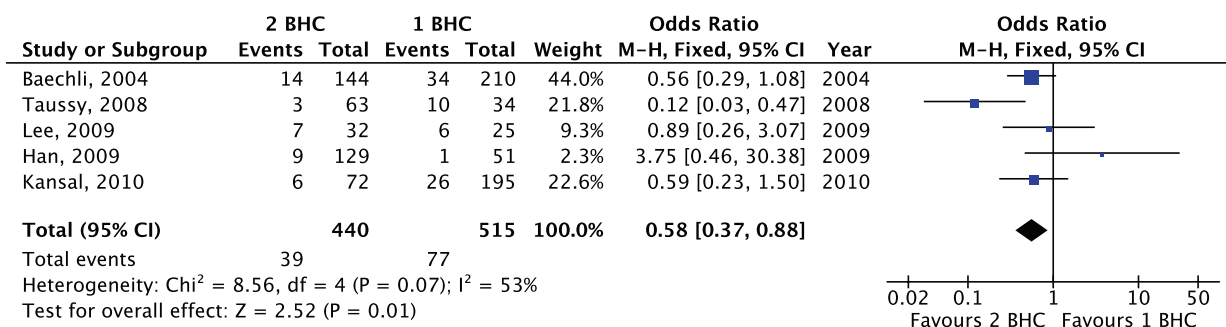 2 BHC 1 BHC Odds Ratio Odds Ratio
Study or Subgroup Events Total Events Total Weight M-H, Fixed, 95% CI Year M-H, Fixed, 95% CI
Baechli, 2004 14 144 34 210 44.0% 0.56 [0.29, 1.08] 2004
Taussy, 2008 3 63 10 34 21.8% 0.12 [0.03, 0.47] 2008
Lee, 2009 7 32 6 25 9.3% 0.89 [0.26, 3.07] 2009
Han, 2009 9 129 1 51 2.3% 3.75 [0.46, 30.38] 2009
Kansal, 2010 6 72 26 195 22.6% 0.59 [0.23, 1.50] 2010
Total (95% CI) 440 515 100.0% 0.58 [0.37, 0.88]
Total events 39 77
Heterogeneity: Chi² = 8.56, df = 4 (P = 0.07); I² = 53%
Test for overall effect: Z = 2.52 (P = 0.01)
0.02 0.1 1 10 50
Favours 2 BHC Favours 1 BHC